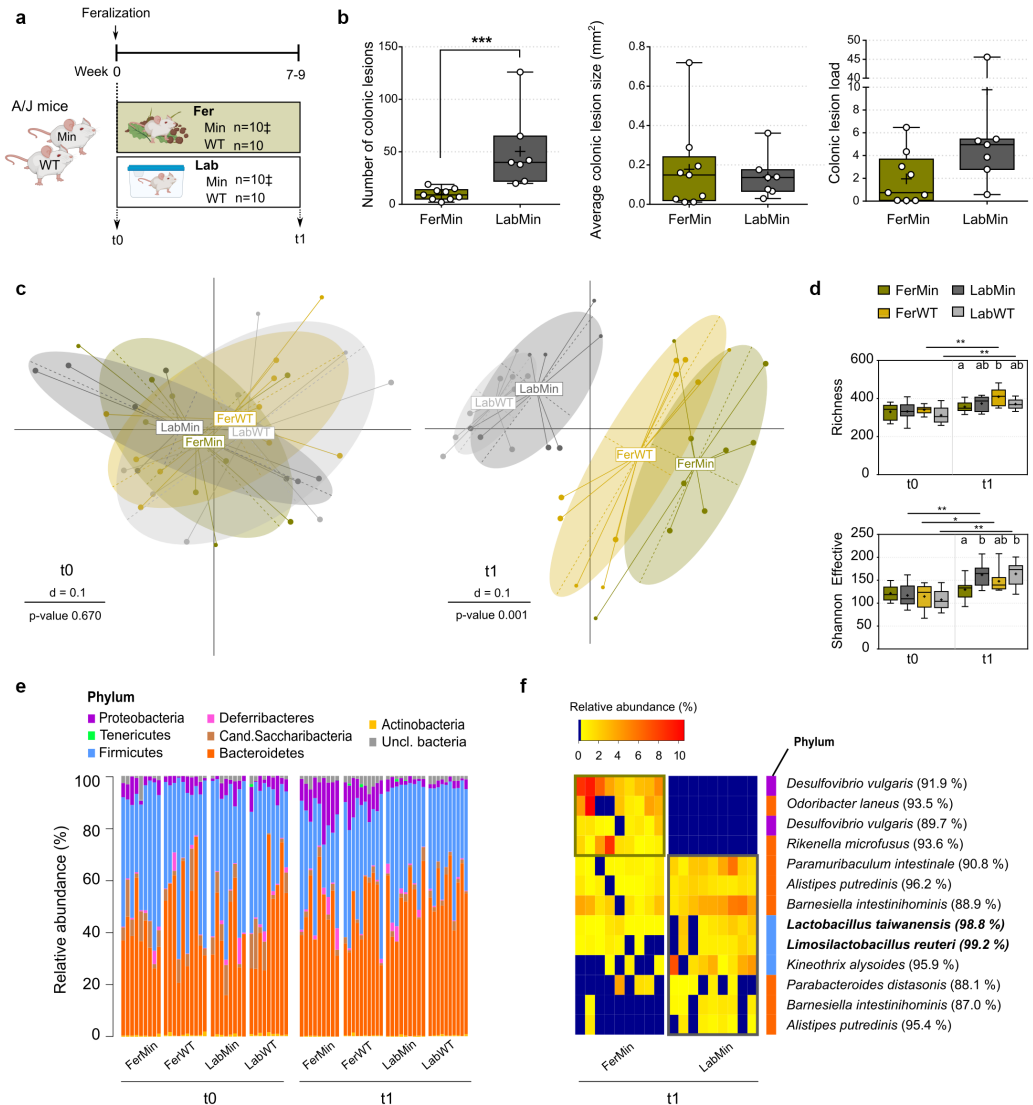 a
Feralization
Week 0
7-9
A/J mice
Min
WT
Fer
Min n=10‡
WT n=10
Lab
Min n=10‡
WT n=10
t0
t1
b
Number of colonic lesions
150
100
50
0
***
FerMin
LabMin
Average colonic lesion size (mm²)
0.8
0.6
0.4
0.2
0.0
FerMin
LabMin
Colonic lesion load
50
45
40
35
30
10
8
6
4
2
0
FerMin
LabMin
c
FerWT
LabMin
LabWT
FerMin
t0
d = 0.1
p-value 0.670
LabMin
LabWT
FerWT
FerMin
t1
d = 0.1
p-value 0.001
d
FerMin
LabMin
FerWT
LabWT
**
**
a ab b ab
Richness
600
400
200
0
t0
t1
**
*
**
a b ab b
Shannon Effective
250
200
150
100
50
0
t0
t1
e
Phylum
Proteobacteria
Deferribacteres
Actinobacteria
Tenericutes
Cand.Saccharibacteria
Uncl. bacteria
Firmicutes
Bacteroidetes
Relative abundance (%)
100
80
60
40
20
0
FerMin
FerWT
LabMin
LabWT
FerMin
FerWT
LabMin
LabWT
t0
t1
f
Relative abundance (%)
0 2 4 6 8 10
Phylum
Desulfovibrio vulgaris (91.9 %)
Odoribacter laneus (93.5 %)
Desulfovibrio vulgaris (89.7 %)
Rikenella microfusus (93.6 %)
Paramuribaculum intestinale (90.8 %)
Alistipes putredinis (96.2 %)
Barnesiella intestinihominis (88.9 %)
Lactobacillus taiwanensis (98.8 %)
Limosilactobacillus reuteri (99.2 %)
Kineothrix alysoides (95.9 %)
Parabacteroides distasonis (88.1 %)
Barnesiella intestinihominis (87.0 %)
Alistipes putredinis (95.4 %)
FerMin
LabMin
t1